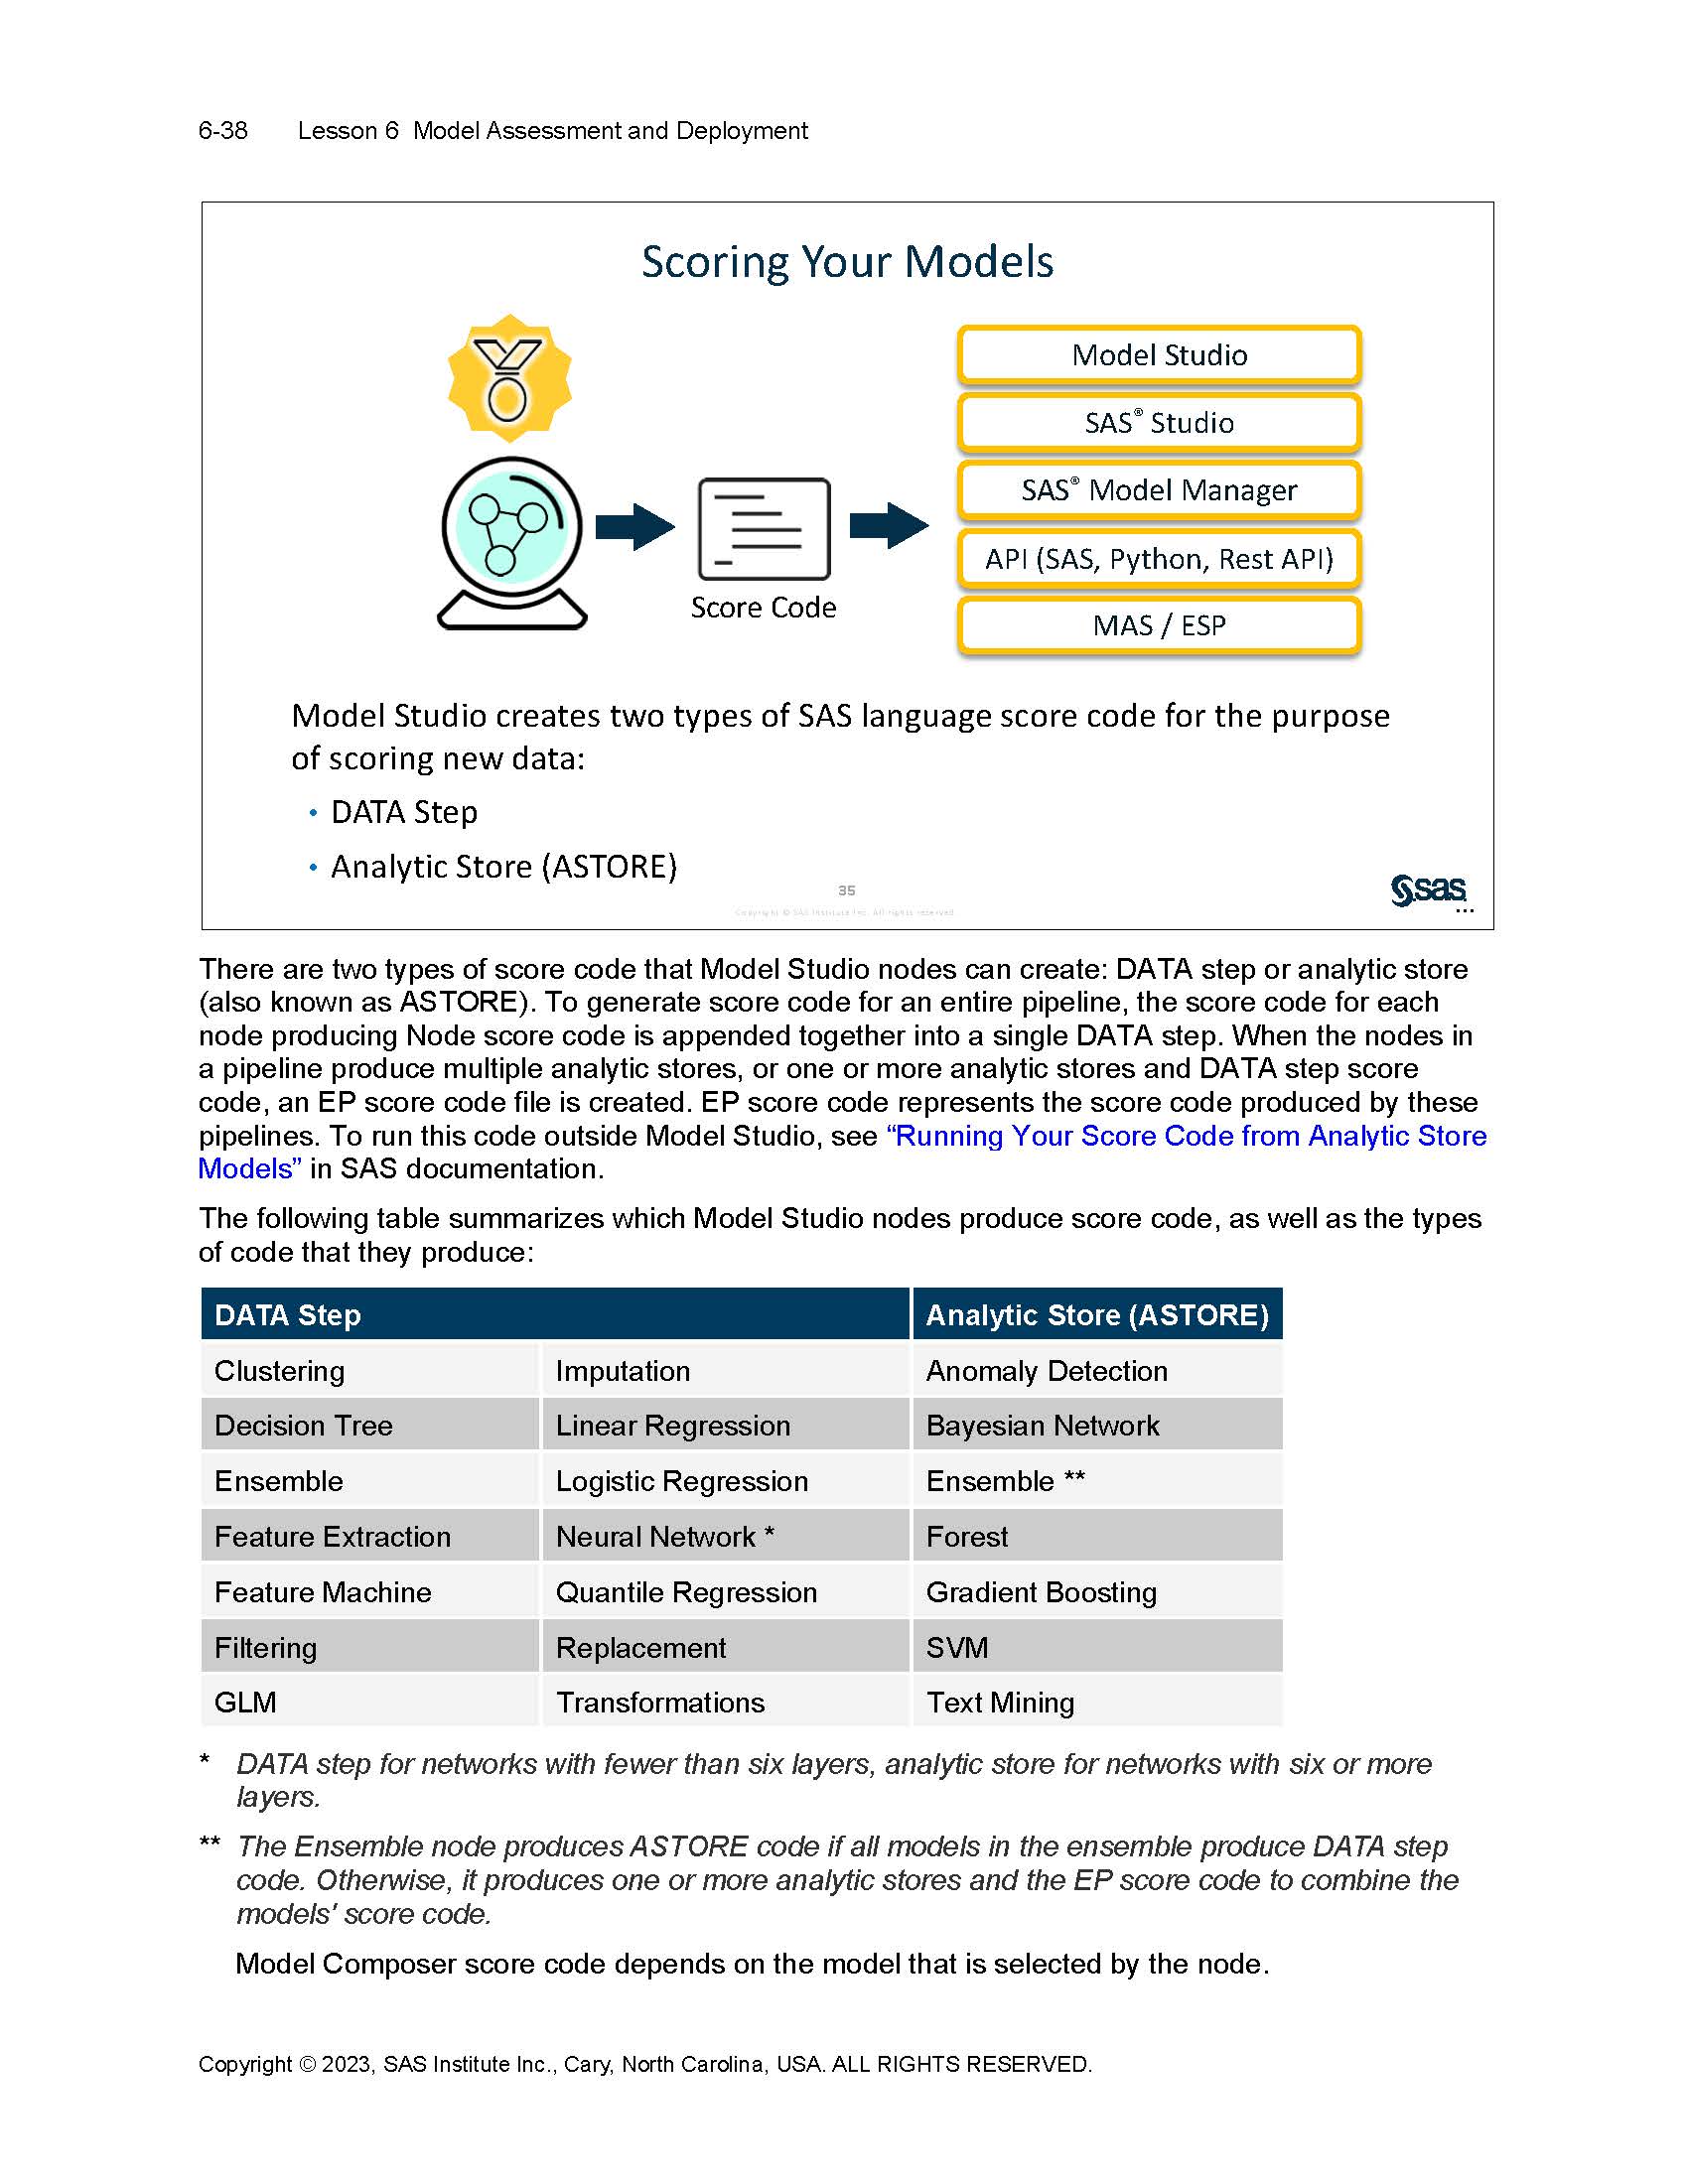 6-38 Lesson 6 Model Assessment and Deployment
Scoring Your Models
Model Studio
SAS® Studio
SAS® Model Manager
API (SAS, Python, Rest API)
MAS / ESP
Score Code
Model Studio creates two types of SAS language score code for the purpose
of scoring new data:
• DATA Step
• Analytic Store (ASTORE)
35
Copyright © SAS Institute Inc. All rights reserved.
sas
...
There are two types of score code that Model Studio nodes can create: DATA step or analytic store
(also known as ASTORE). To generate score code for an entire pipeline, the score code for each
node producing Node score code is appended together into a single DATA step. When the nodes in
a pipeline produce multiple analytic stores, or one or more analytic stores and DATA step score
code, an EP score code file is created. EP score code represents the score code produced by these
pipelines. To run this code outside Model Studio, see “Running Your Score Code from Analytic Store
Models” in SAS documentation.
The following table summarizes which Model Studio nodes produce score code, as well as the types
of code that they produce:
DATA Step Analytic Store (ASTORE)
Clustering Imputation Anomaly Detection
Decision Tree Linear Regression Bayesian Network
Ensemble Logistic Regression Ensemble **
Feature Extraction Neural Network * Forest
Feature Machine Quantile Regression Gradient Boosting
Filtering Replacement SVM
GLM Transformations Text Mining
* DATA step for networks with fewer than six layers, analytic store for networks with six or more
layers.
** The Ensemble node produces ASTORE code if all models in the ensemble produce DATA step
code. Otherwise, it produces one or more analytic stores and the EP score code to combine the
models' score code.
Model Composer score code depends on the model that is selected by the node.
Copyright © 2023, SAS Institute Inc., Cary, North Carolina, USA. ALL RIGHTS RESERVED.